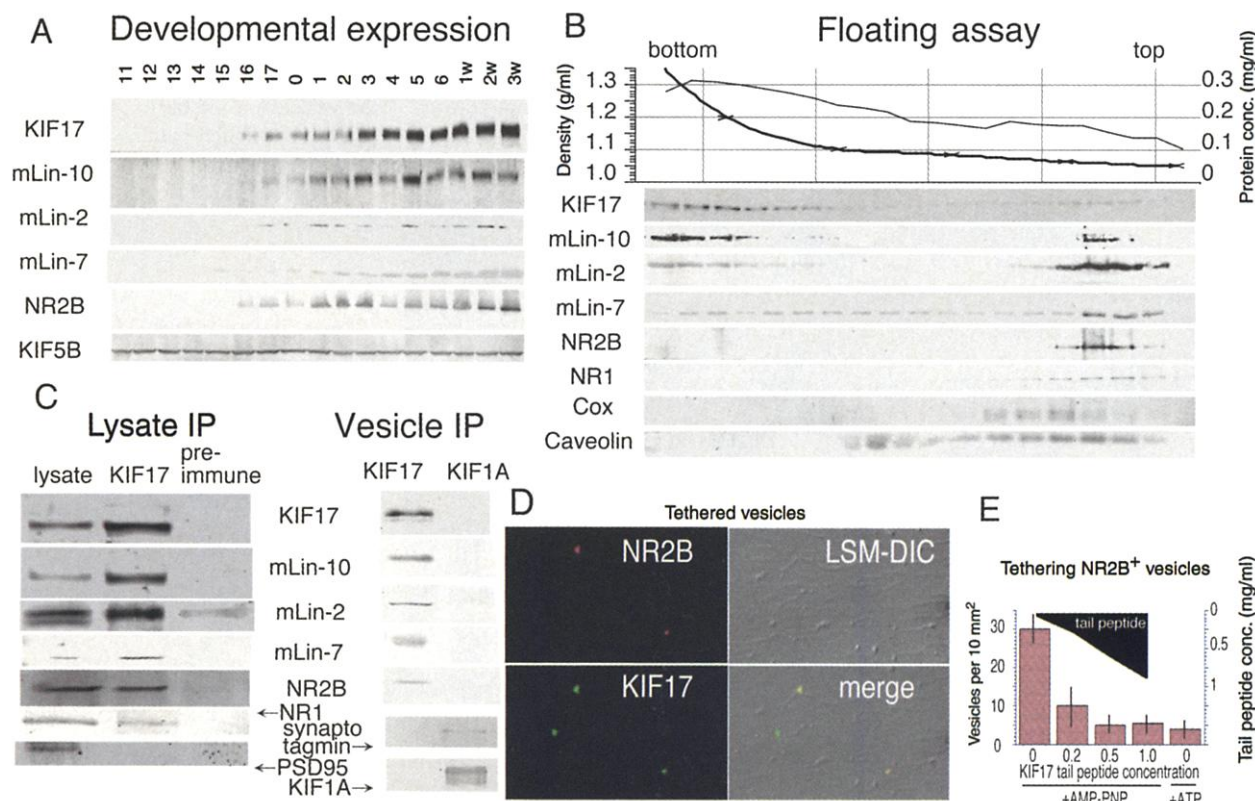 A
Developmental expression
11 12 13 14 15 16 17 0 1 2 3 4 5 6 1w 2w 3w
KIF17
mLin-10
mLin-2
mLin-7
NR2B
KIF5B
B
Floating assay
bottom
top
Density (g/ml)
1.3
1.2
1.1
1.0
0.3
0.2
0.1
0
Protein conc. (mg/ml)
KIF17
mLin-10
mLin-2
mLin-7
NR2B
NR1
Cox
Caveolin
C
Lysate IP
lysate KIF17 pre-
immune
Vesicle IP
KIF17 KIF1A
KIF17
mLin-10
mLin-2
mLin-7
NR2B
←NR1
synapto
tagmin→
←PSD95
KIF1A→
D
Tethered vesicles
NR2B
LSM-DIC
KIF17
merge
E
Tethering NR2B+ vesicles
Vesicles per 10 mm2
30
20
10
0
tail peptide
0
0.5
1
Tail peptide conc. (mg/ml)
0 0.2 0.5 1.0 0
KIF17 tail peptide concentration
+AMP-PNP +ATP